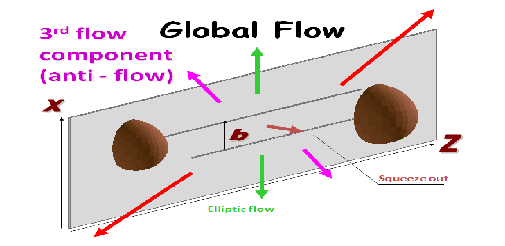 Global Flow
3rd flow
component
(anti - flow)
X
b
Z
Squeeze out
Elliptic flow